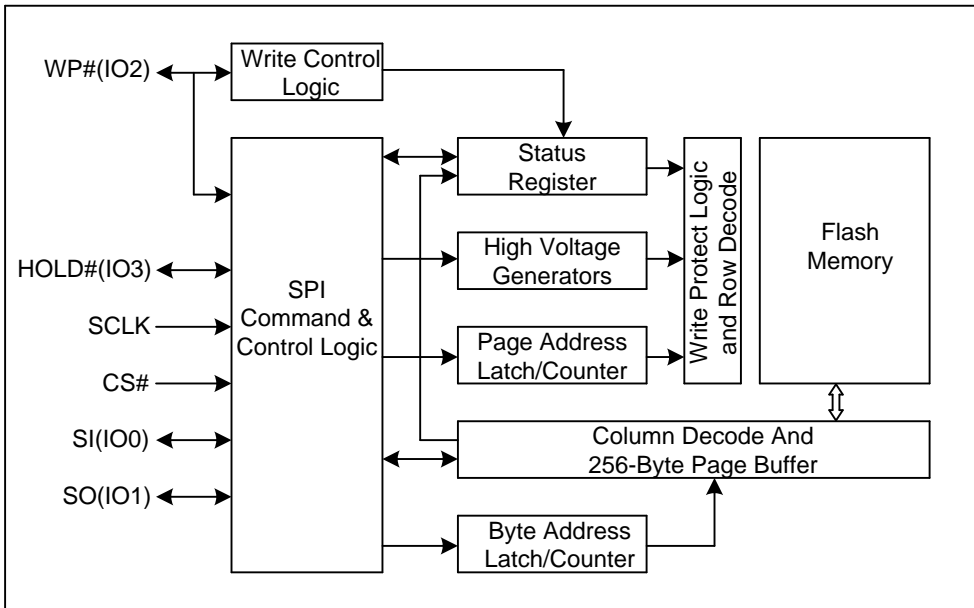 WP#(IO2)
Write Control
Logic
HOLD#(IO3)
SCLK
CS#
SI(IO0)
SO(IO1)
SPI
Command &
Control Logic
Status
Register
High Voltage
Generators
Page Address
Latch/Counter
Write Protect Logic
and Row Decode
Flash
Memory
Column Decode And
256-Byte Page Buffer
Byte Address
Latch/Counter